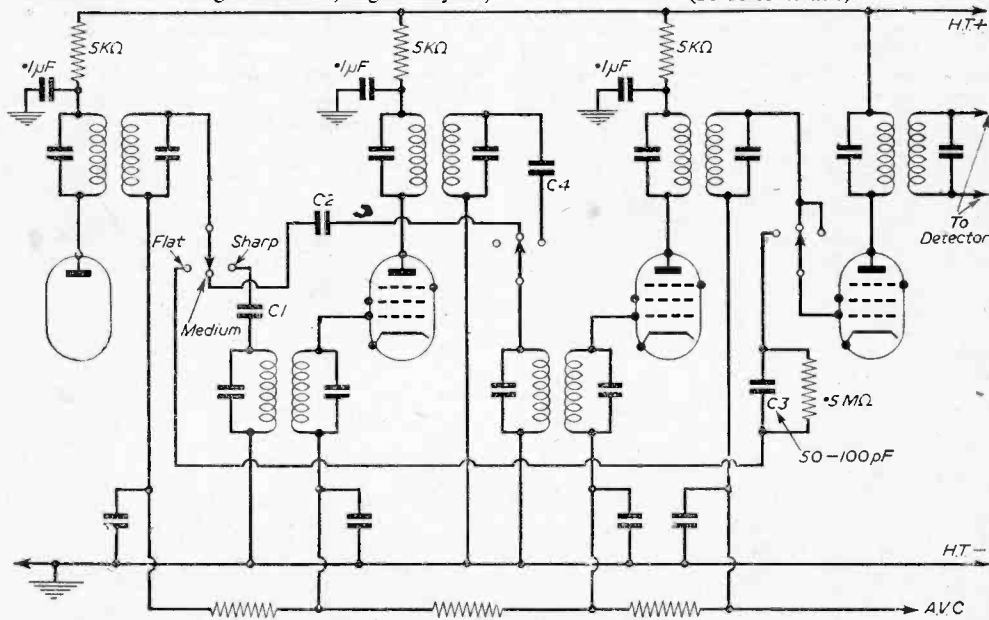 H.T.+
5KΩ
5KΩ
5KΩ
·1μF
·1μF
·1μF
C4
C2
To
Detector
Flat
Sharp
C1
Medium
C3
·5MΩ
50–100pF
H.T–
A.V.C